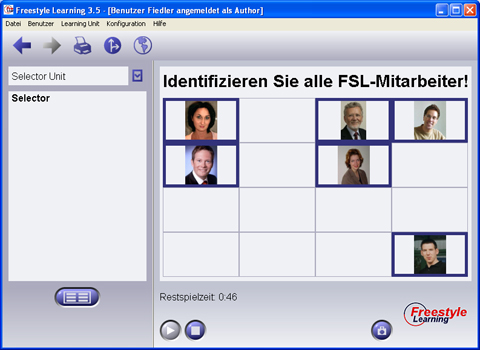 Freestyle Learning 3.5 - [Benutzer Fiedler angemeldet als Author]
Datei Benutzer Learning Unit Konfiguration Hilfe
Selector Unit
Selector
Identifizieren Sie alle FSL-Mitarbeiter!
Restspielzeit: 0:46
Freestyle
Learning